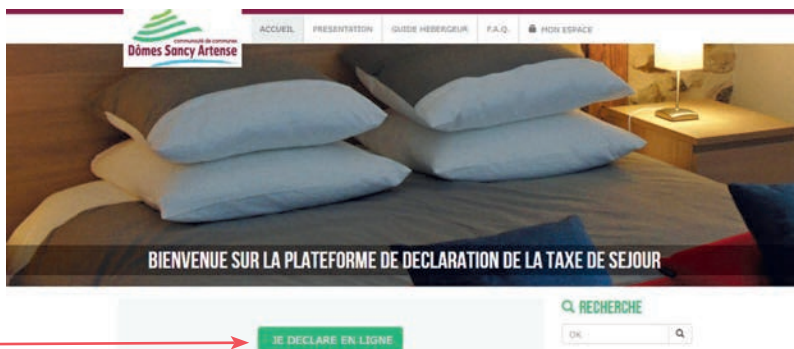 communauté de communes
Dômes Sancy Artense
ACCUEIL PRESENTATION GUIDE HEBERGEUR F.A.Q. MON ESPACE
BIENVENUE SUR LA PLATEFORME DE DECLARATION DE LA TAXE DE SEJOUR
JE DECLARE EN LIGNE
RECHERCHE
OK